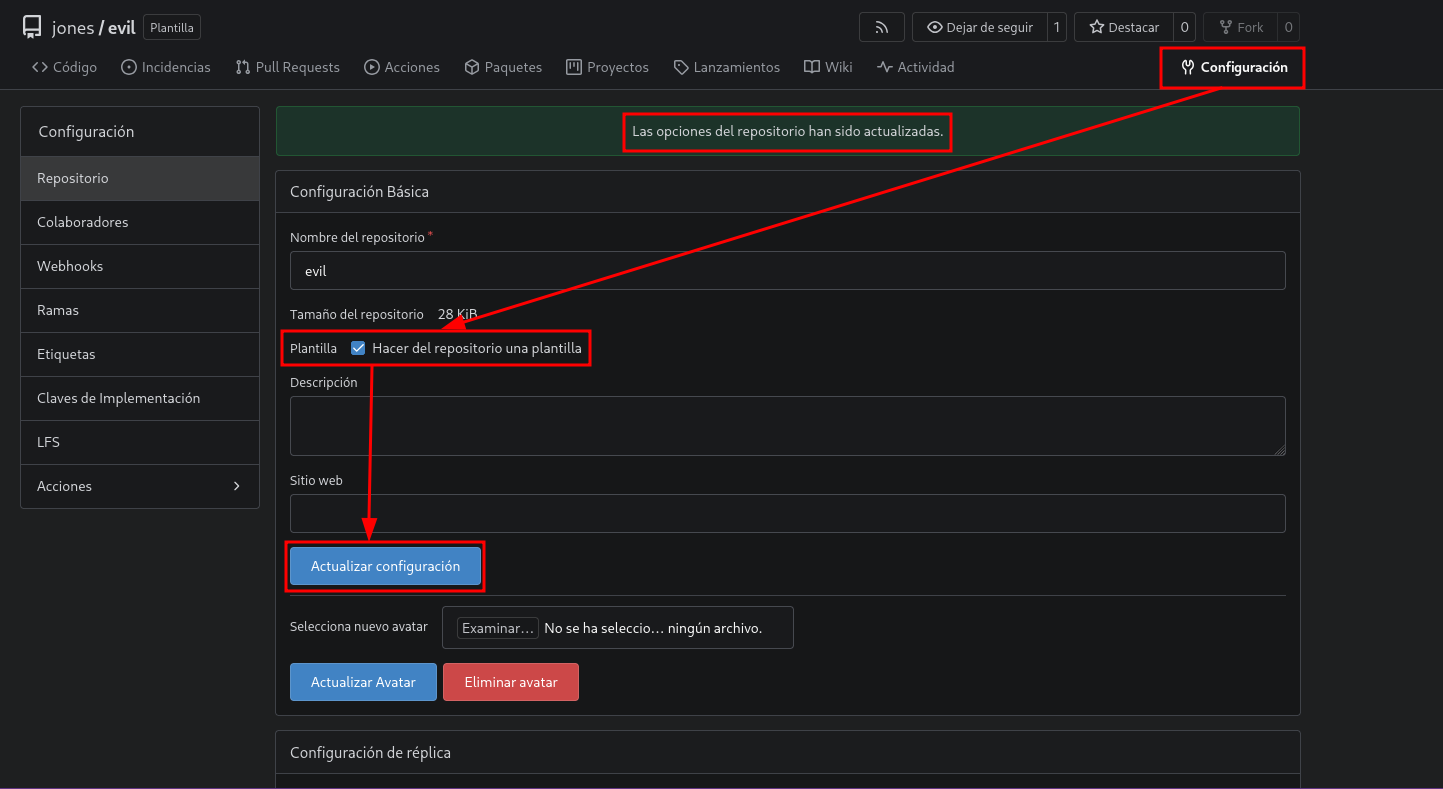 jones / evil Plantilla
Dejar de seguir 1 Destacar 0 Fork 0
Código Incidencias Pull Requests Acciones Paquetes Proyectos Lanzamientos Wiki Actividad Configuración
Configuración
Repositorio
Colaboradores
Webhooks
Ramas
Etiquetas
Claves de Implementación
LFS
Acciones
Las opciones del repositorio han sido actualizadas.
Configuración Básica
Nombre del repositorio *
evil
Tamaño del repositorio 28 KiB
Plantilla Hacer del repositorio una plantilla
Descripción
Sitio web
Actualizar configuración
Selecciona nuevo avatar Examinar... No se ha seleccio... ningún archivo.
Actualizar Avatar Eliminar avatar
Configuración de réplica